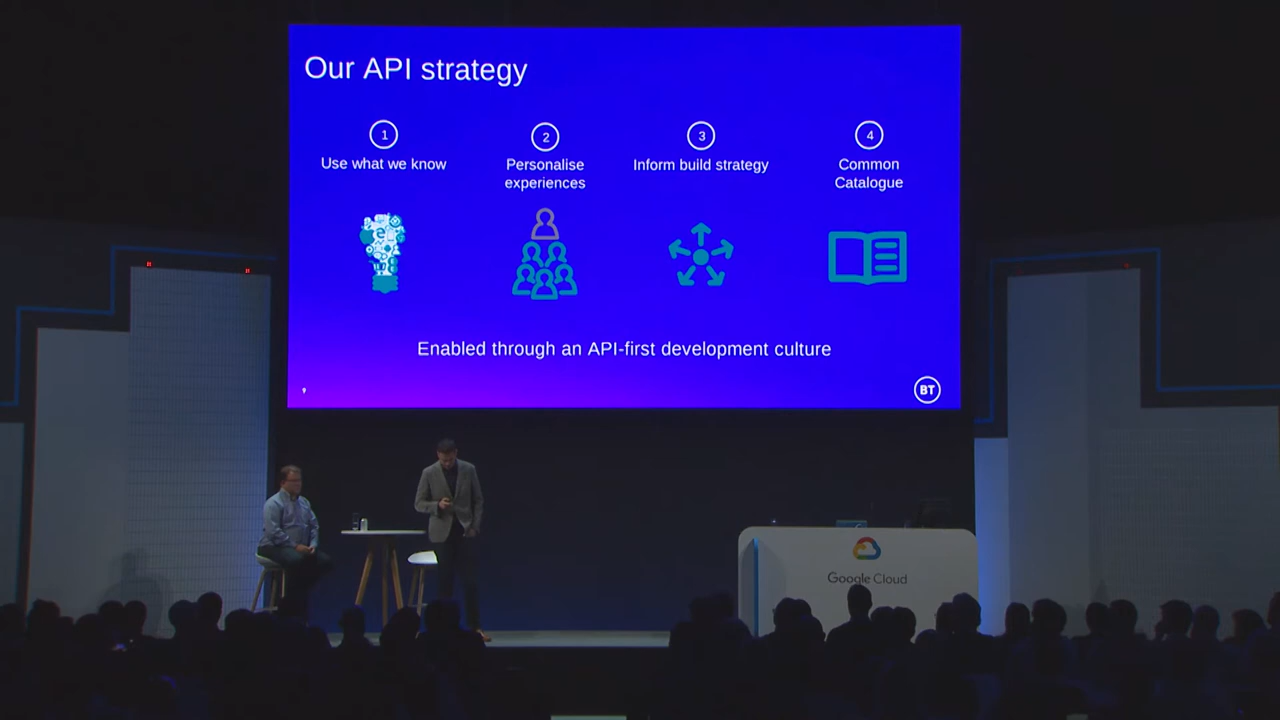 Our API strategy
1
Use what we know
2
Personalise
experiences
3
Inform build strategy
4
Common
Catalogue
Enabled through an API-first development culture
9
BT
Google Cloud